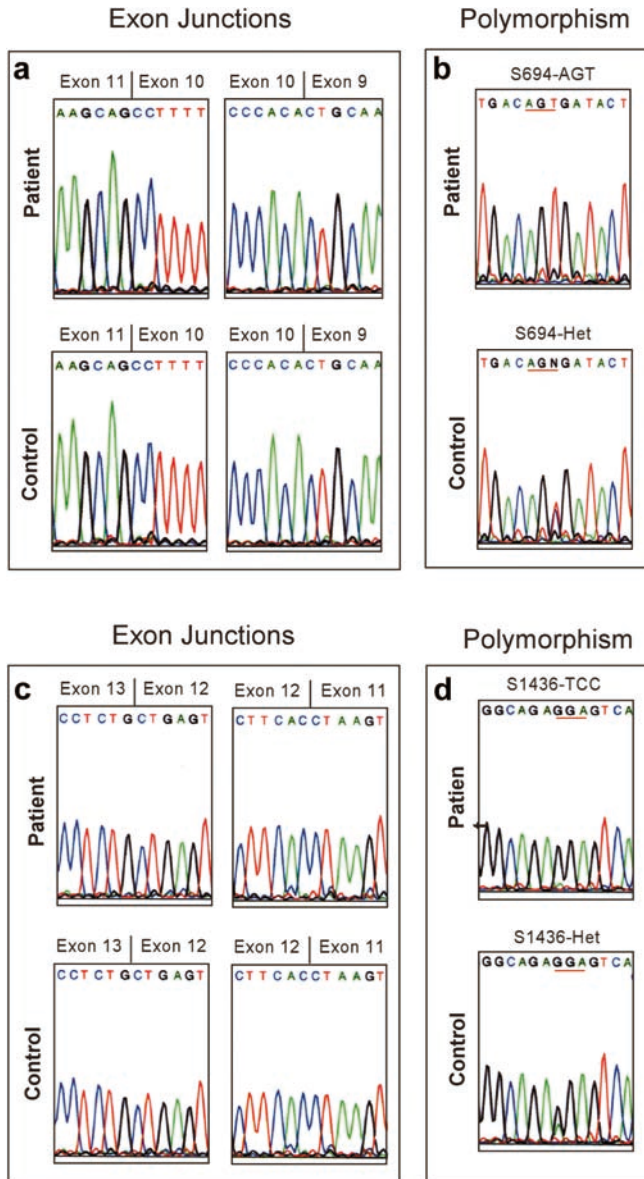 Exon Junctions
Polymorphism
a
Exon 11 | Exon 10
Exon 10 | Exon 9
Patient
AAGCAGCCTTTT
CCCACACTGCAA
Exon 11 | Exon 10
Exon 10 | Exon 9
Control
AAGCAGCCTTTT
CCCACACTGCAA
b
S694-AGT
Patient
TGACAGTGATACT
S694-Het
Control
TGACAGNGATACT
Exon Junctions
Polymorphism
c
Exon 13 | Exon 12
Exon 12 | Exon 11
Patient
CCTCTGCTGAGT
CTTCACCTAAGT
Exon 13 | Exon 12
Exon 12 | Exon 11
Control
CCTCTGCTGAGT
CTTCACCTAAGT
d
S1436-TCC
Patien
t
GGCAGAGGAGTCA
S1436-Het
Control
GGCAGAGGAGTCA